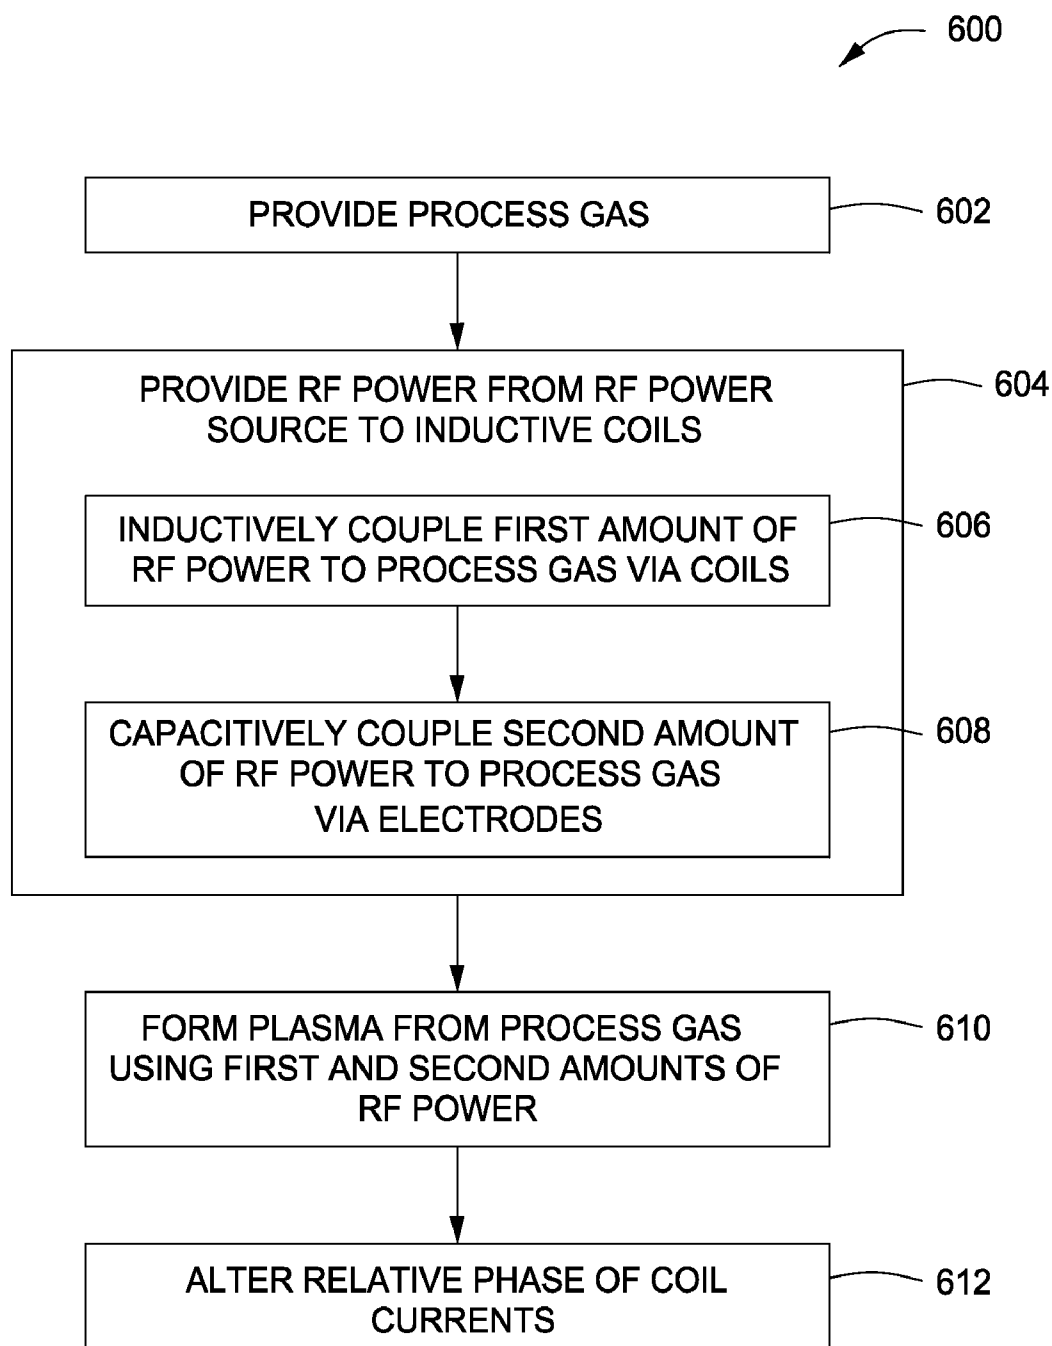 600
PROVIDE PROCESS GAS
602
PROVIDE RF POWER FROM RF POWER
SOURCE TO INDUCTIVE COILS
604
INDUCTIVELY COUPLE FIRST AMOUNT OF
RF POWER TO PROCESS GAS VIA COILS
606
CAPACITIVELY COUPLE SECOND AMOUNT
OF RF POWER TO PROCESS GAS
VIA ELECTRODES
608
FORM PLASMA FROM PROCESS GAS
USING FIRST AND SECOND AMOUNTS OF
RF POWER
610
ALTER RELATIVE PHASE OF COIL
CURRENTS
612